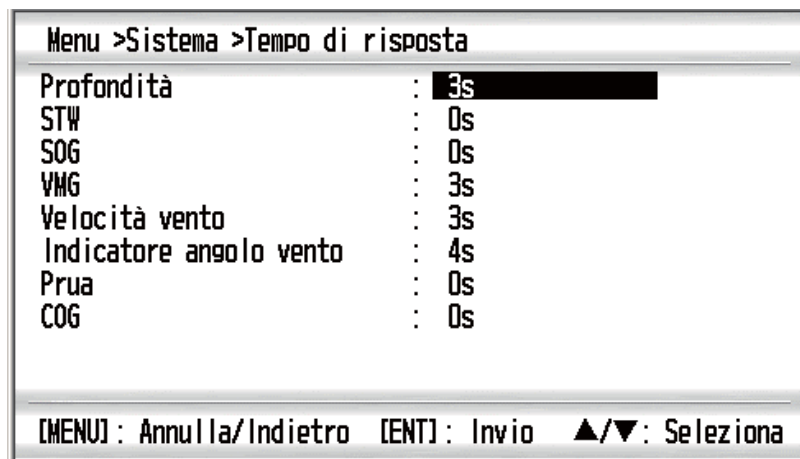 Menu >Sistema >Tempo di risposta
Profondità : 3s
STW : 0s
SOG : 0s
VMG : 3s
Velocità vento : 3s
Indicatore angolo vento : 4s
Prua : 0s
COG : 0s
[MENU] : Annulla/Indietro [ENT] : Invio ▲/▼: Seleziona